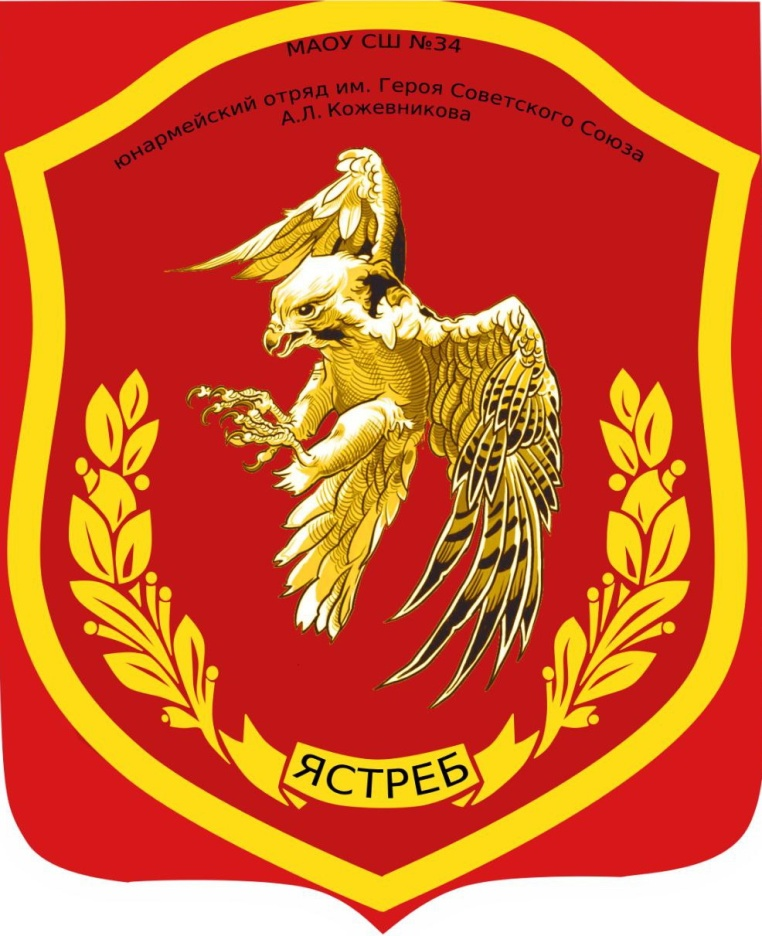 МАОУ СШ №34
юнармейский отряд им. Героя Советского Союза
А.Л. Кожевникова
ЯСТРЕБ